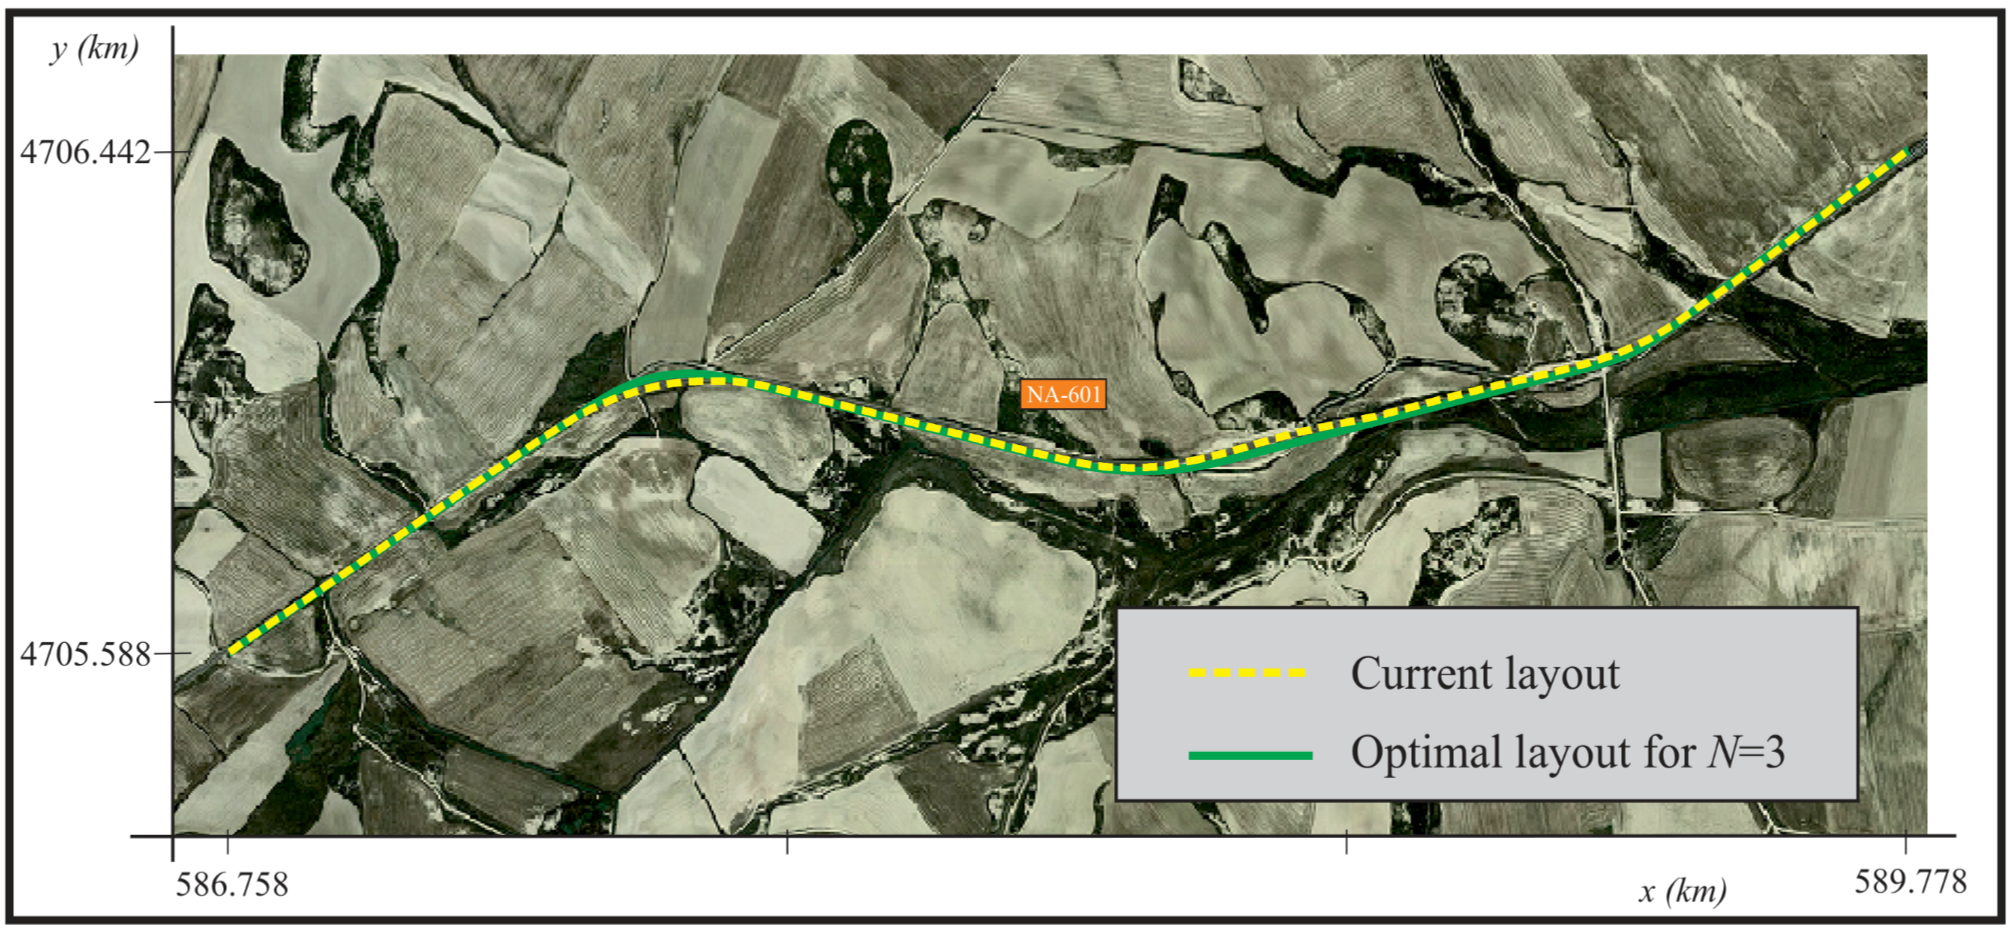 y (km)
4706.442
NA-601
4705.588
Current layout
Optimal layout for N=3
586.758
x (km)
589.778